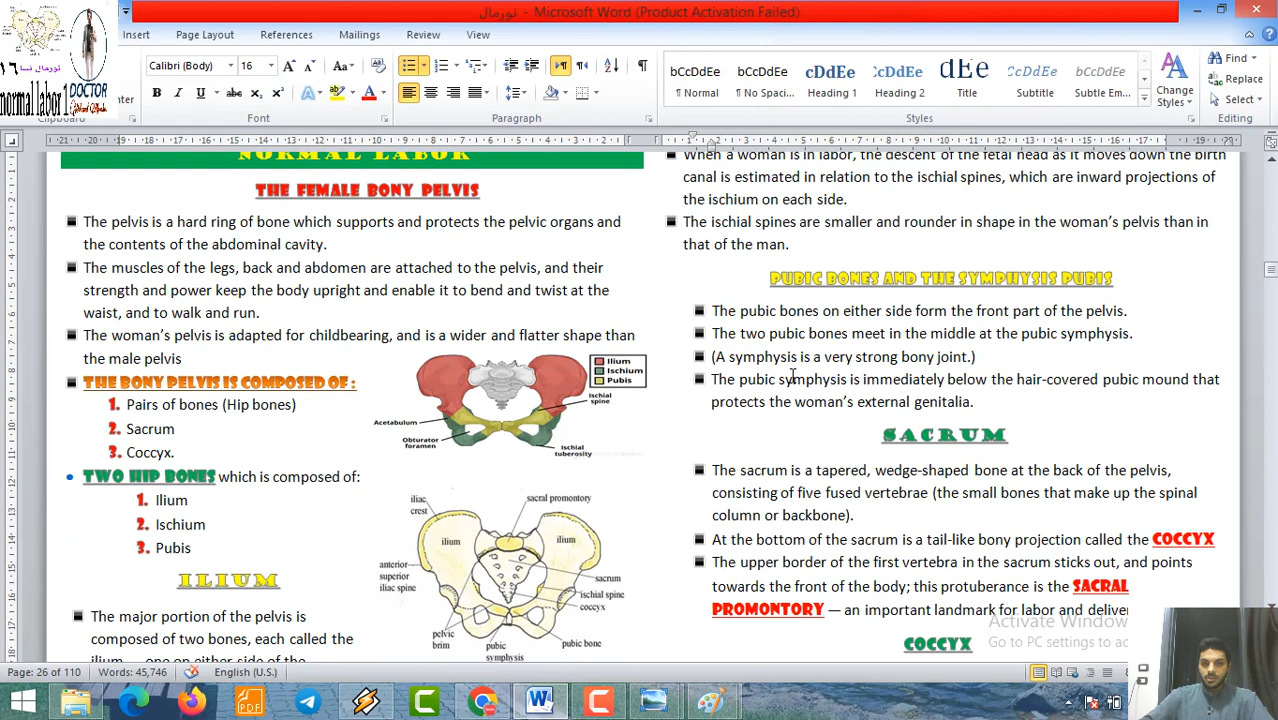 نورمال - Microsoft Word (Product Activation Failed)
Insert Page Layout References Mailings Review View
نورمال نسا ١٦
normal labor 1
DOCTOR
Calibri (Body) 16
Find
Replace
Select
¶ Normal
¶ No Spaci...
Heading 1
Heading 2
Title
Subtitle
Subtle Em...
Change Styles
Clipboard Font Paragraph Styles Editing
NORMAL LABOR
THE FEMALE BONY PELVIS
The pelvis is a hard ring of bone which supports and protects the pelvic organs and
the contents of the abdominal cavity.
The muscles of the legs, back and abdomen are attached to the pelvis, and their
strength and power keep the body upright and enable it to bend and twist at the
waist, and to walk and run.
The woman's pelvis is adapted for childbearing, and is a wider and flatter shape than
the male pelvis
THE BONY PELVIS IS COMPOSED OF :
1. Pairs of bones (Hip bones)
2. Sacrum
3. Coccyx.
TWO HIP BONES which is composed of:
1. Ilium
2. Ischium
3. Pubis
ILIUM
The major portion of the pelvis is
composed of two bones, each called the
ilium — one on either side of the
Ilium
Ischium
Pubis
Ischial spine
Acetabulum
Obturator foramen
Ischial tuberosity
iliac crest
sacral promontory
ilium
ilium
anterior superior iliac spine
sacrum
ischial spine
coccyx
pelvic brim
pubic symphysis
pubic bone
When a woman is in labor, the descent of the fetal head as it moves down the birth
canal is estimated in relation to the ischial spines, which are inward projections of
the ischium on each side.
The ischial spines are smaller and rounder in shape in the woman's pelvis than in
that of the man.
PUBIC BONES AND THE SYMPHYSIS PUBIS
The pubic bones on either side form the front part of the pelvis.
The two pubic bones meet in the middle at the pubic symphysis.
(A symphysis is a very strong bony joint.)
The pubic symphysis is immediately below the hair-covered pubic mound that
protects the woman's external genitalia.
SACRUM
The sacrum is a tapered, wedge-shaped bone at the back of the pelvis,
consisting of five fused vertebrae (the small bones that make up the spinal
column or backbone).
At the bottom of the sacrum is a tail-like bony projection called the COCCYX
The upper border of the first vertebra in the sacrum sticks out, and points
towards the front of the body; this protuberance is the SACRAL
PROMONTORY — an important landmark for labor and deliver
COCCYX
Activate Window
Go to PC settings to ac
Page: 26 of 110 Words: 45,746 English (U.S.)